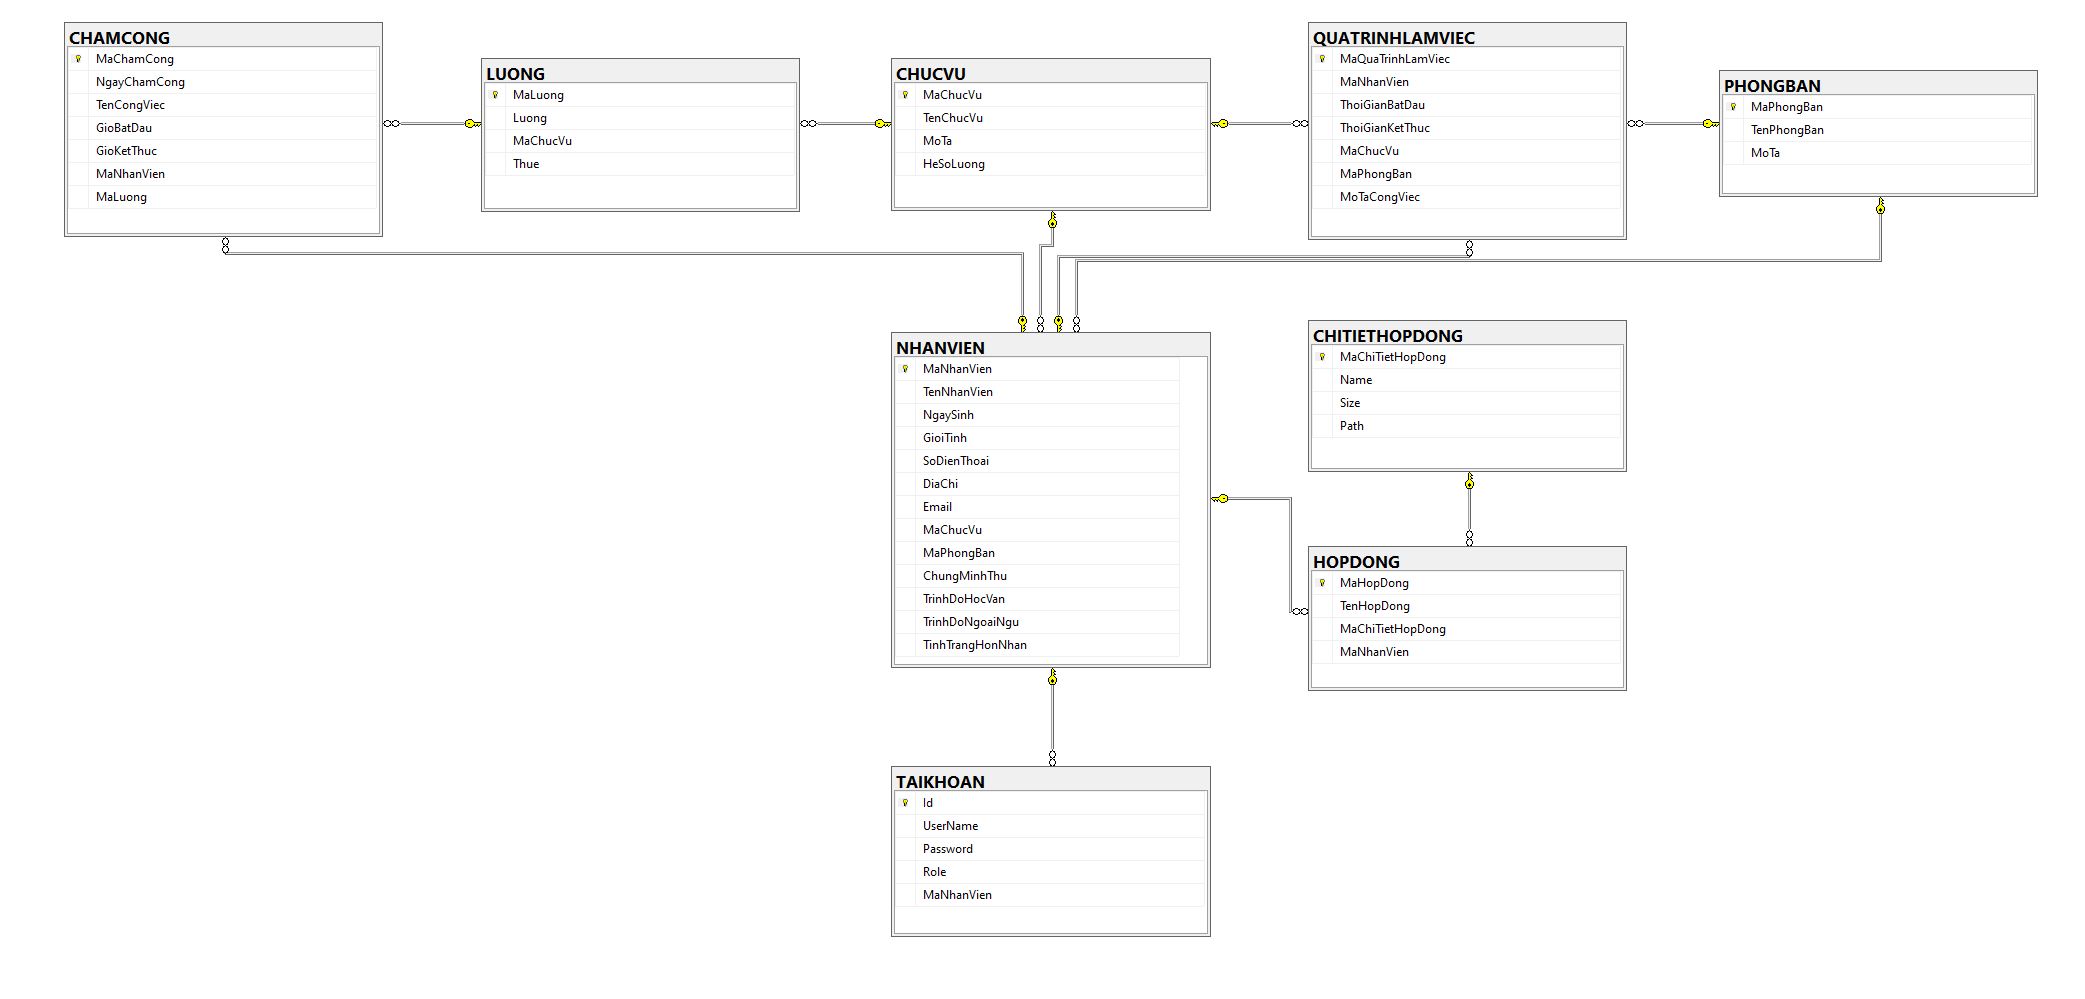 CHAMCONG
MaChamCong
NgayChamCong
TenCongViec
GioBatDau
GioKetThuc
MaNhanVien
MaLuong
LUONG
MaLuong
Luong
MaChucVu
Thue
CHUCVU
MaChucVu
TenChucVu
MoTa
HeSoLuong
QUATRINHLAMVIEC
MaQuaTrinhLamViec
MaNhanVien
ThoiGianBatDau
ThoiGianKetThuc
MaChucVu
MaPhongBan
MoTaCongViec
PHONGBAN
MaPhongBan
TenPhongBan
MoTa
NHANVIEN
MaNhanVien
TenNhanVien
NgaySinh
GioiTinh
SoDienThoai
DiaChi
Email
MaChucVu
MaPhongBan
ChungMinhThu
TrinhDoHocVan
TrinhDoNgoaiNgu
TinhTrangHonNhan
CHITIETHOPDONG
MaChiTietHopDong
Name
Size
Path
HOPDONG
MaHopDong
TenHopDong
MaChiTietHopDong
MaNhanVien
TAIKHOAN
Id
UserName
Password
Role
MaNhanVien